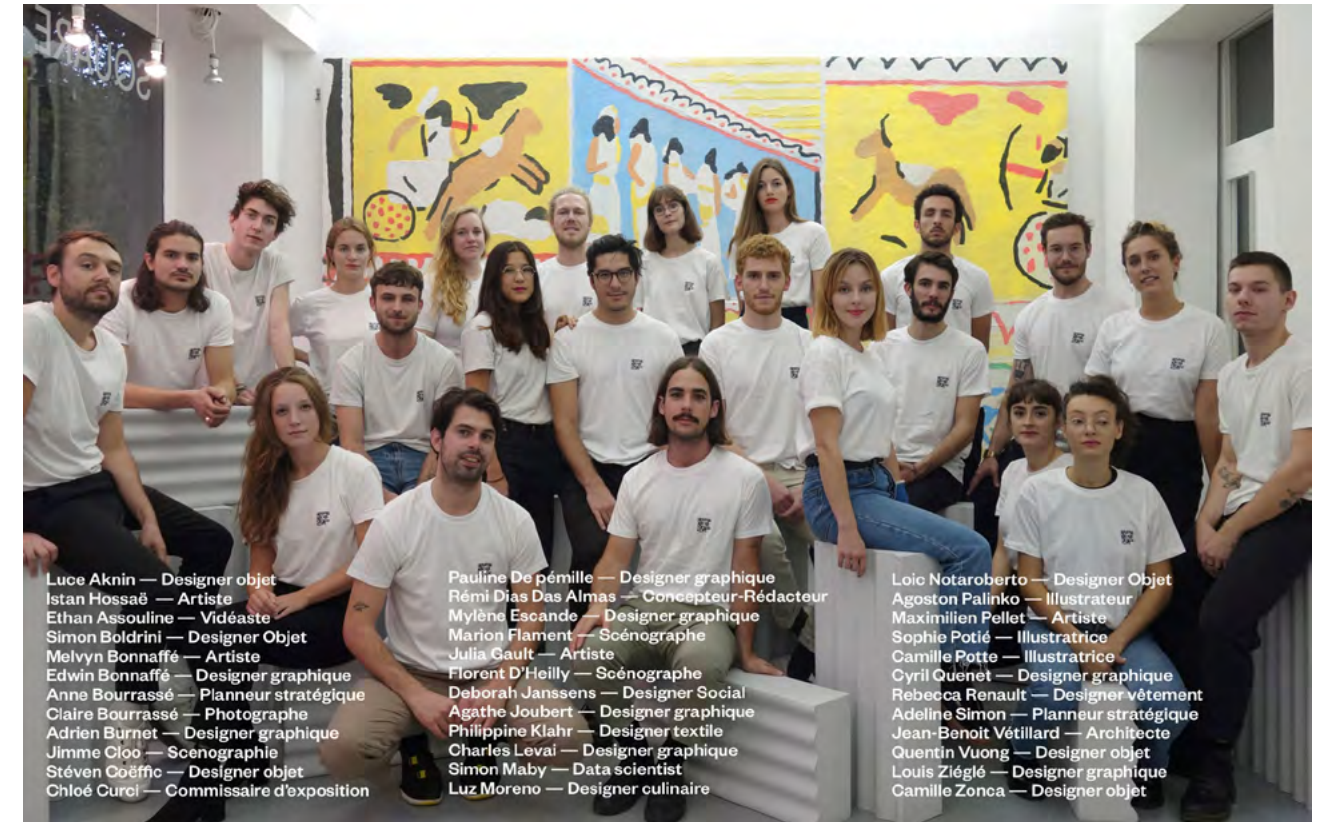 SQUARE
Luce Aknin — Designer objet
Istan Hossaë — Artiste
Ethan Assouline — Vidéaste
Simon Boldrini — Designer Objet
Melvyn Bonnaffé — Artiste
Edwin Bonnaffé — Designer graphique
Anne Bourrassé — Planneur stratégique
Claire Bourrassé — Photographe
Adrien Burnet — Designer graphique
Jimme Cloo — Scenographie
Stéven Coëffic — Designer objet
Chloé Curci — Commissaire d'exposition
Pauline De pémille — Designer graphique
Rémi Dias Das Almas — Concepteur-Rédacteur
Mylène Escande — Designer graphique
Marion Flament — Scénographe
Julia Gault — Artiste
Florent D'Heilly — Scénographe
Deborah Janssens — Designer Social
Agathe Joubert — Designer graphique
Philippine Klahr — Designer textile
Charles Levai — Designer graphique
Simon Maby — Data scientist
Luz Moreno — Designer culinaire
Loic Notaroberto — Designer Objet
Agoston Palinko — Illustrateur
Maximilien Pellet — Artiste
Sophie Potié — Illustratrice
Camille Potte — Illustratrice
Cyril Quenet — Designer graphique
Rebecca Renault — Designer vêtement
Adeline Simon — Planneur stratégique
Jean-Benoit Vétillard — Architecte
Quentin Vuong — Designer objet
Louis Ziéglé — Designer graphique
Camille Zonca — Designer objet